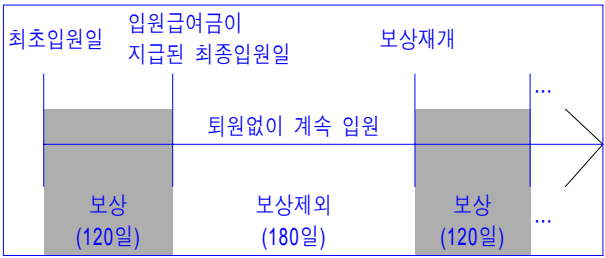 최초입원일
입원급여금이
지급된 최종입원일
보상재개
...
퇴원없이 계속 입원
보상
(120일)
보상제외
(180일)
보상
(120일)
...